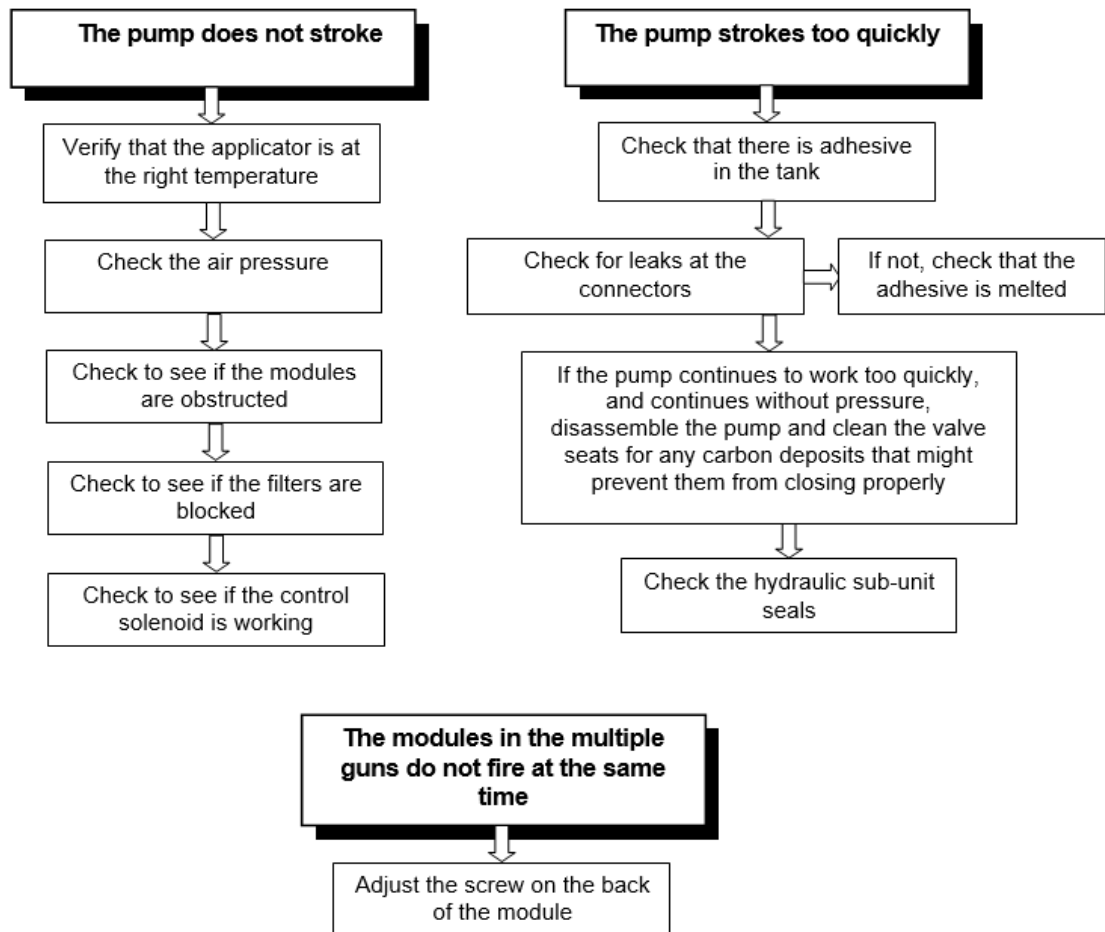 The pump does not stroke
Verify that the applicator is at
the right temperature
Check the air pressure
Check to see if the modules
are obstructed
Check to see if the filters are
blocked
Check to see if the control
solenoid is working
The pump strokes too quickly
Check that there is adhesive
in the tank
Check for leaks at the
connectors
If not, check that the
adhesive is melted
If the pump continues to work too quickly,
and continues without pressure,
disassemble the pump and clean the valve
seats for any carbon deposits that might
prevent them from closing properly
Check the hydraulic sub-unit
seals
The modules in the multiple
guns do not fire at the same
time
Adjust the screw on the back
of the module